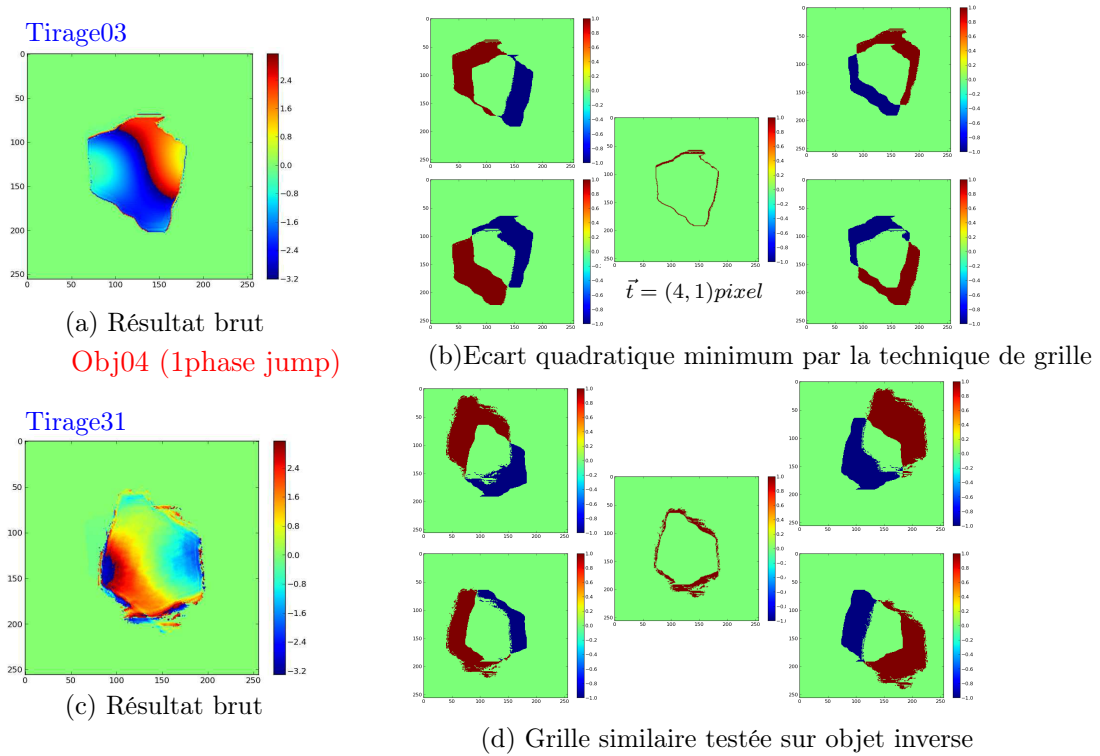 Tirage03
(a) Résultat brut
Obj04 (1phase jump)
t⃗ = (4, 1)pixel
(b)Ecart quadratique minimum par la technique de grille
Tirage31
(c) Résultat brut
(d) Grille similaire testée sur objet inverse